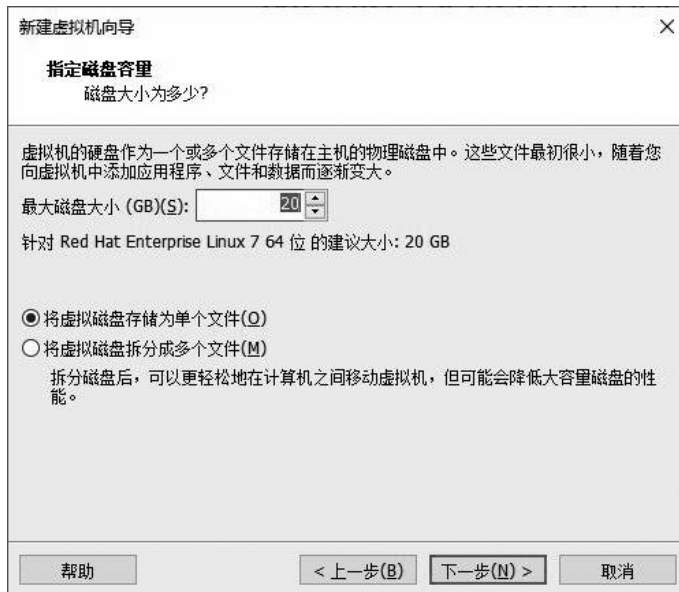 新建虚拟机向导
指定磁盘容量
磁盘大小为多少?
虚拟机的硬盘作为一个或多个文件存储在主机的物理磁盘中。这些文件最初很小，随着您
向虚拟机中添加应用程序、文件和数据而逐渐变大。
最大磁盘大小 (GB)(S): 20
针对 Red Hat Enterprise Linux 7 64 位 的建议大小: 20 GB
将虚拟磁盘存储为单个文件(O)
将虚拟磁盘拆分成多个文件(M)
拆分磁盘后，可以更轻松地在计算机之间移动虚拟机，但可能会降低大容量磁盘的性
能。
帮助 < 上一步(B) 下一步(N) > 取消